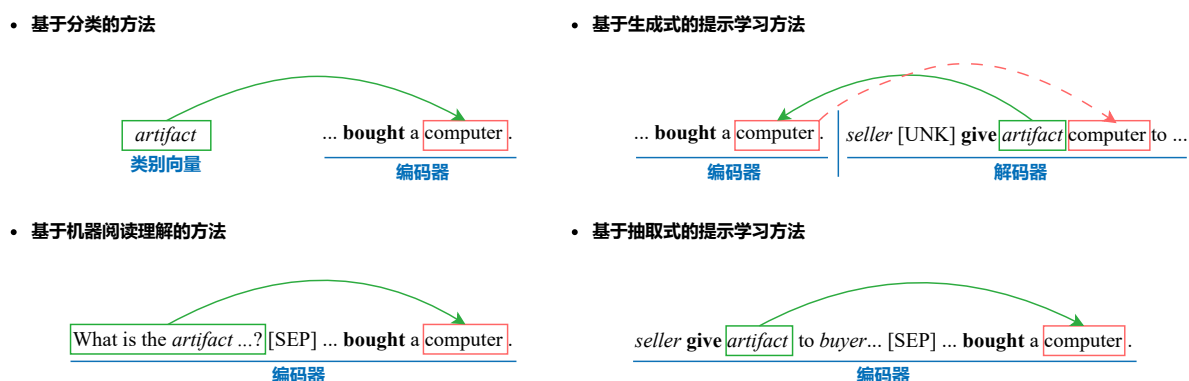 • 基于分类的方法
artifact
类别向量
... bought a computer .
编码器
• 基于生成式的提示学习方法
... bought a computer .
编码器
seller [UNK] give artifact computer to ...
解码器
• 基于机器阅读理解的方法
What is the artifact ...? [SEP] ... bought a computer .
编码器
• 基于抽取式的提示学习方法
seller give artifact to buyer... [SEP] ... bought a computer .
编码器